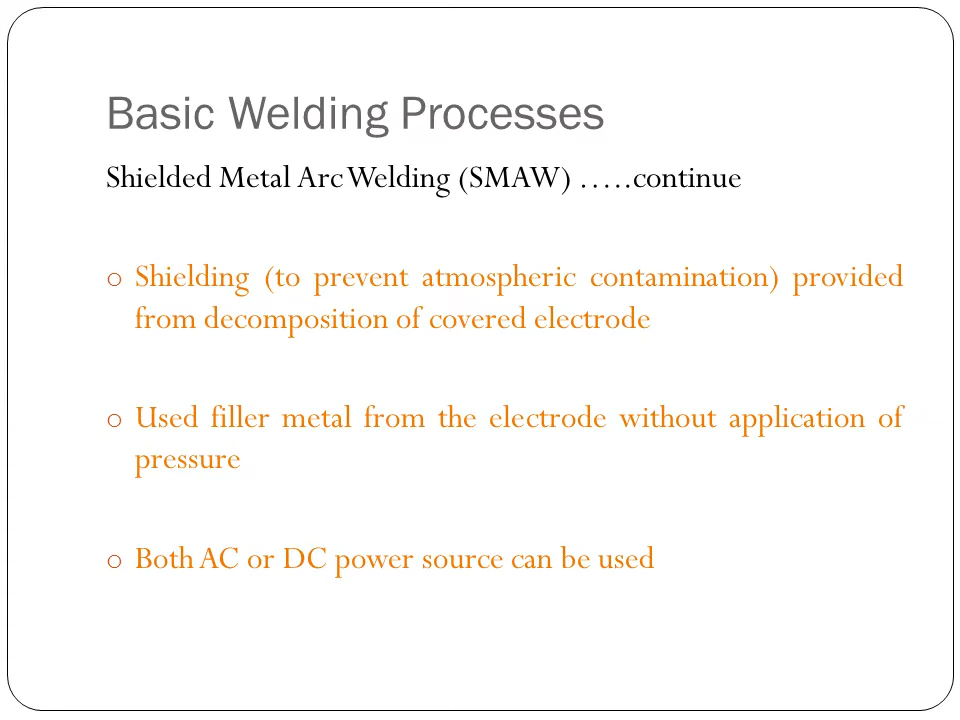 Basic Welding Processes
Shielded Metal Arc Welding (SMAW) …..continue
o Shielding (to prevent atmospheric contamination) provided
from decomposition of covered electrode
o Used filler metal from the electrode without application of
pressure
o Both AC or DC power source can be used